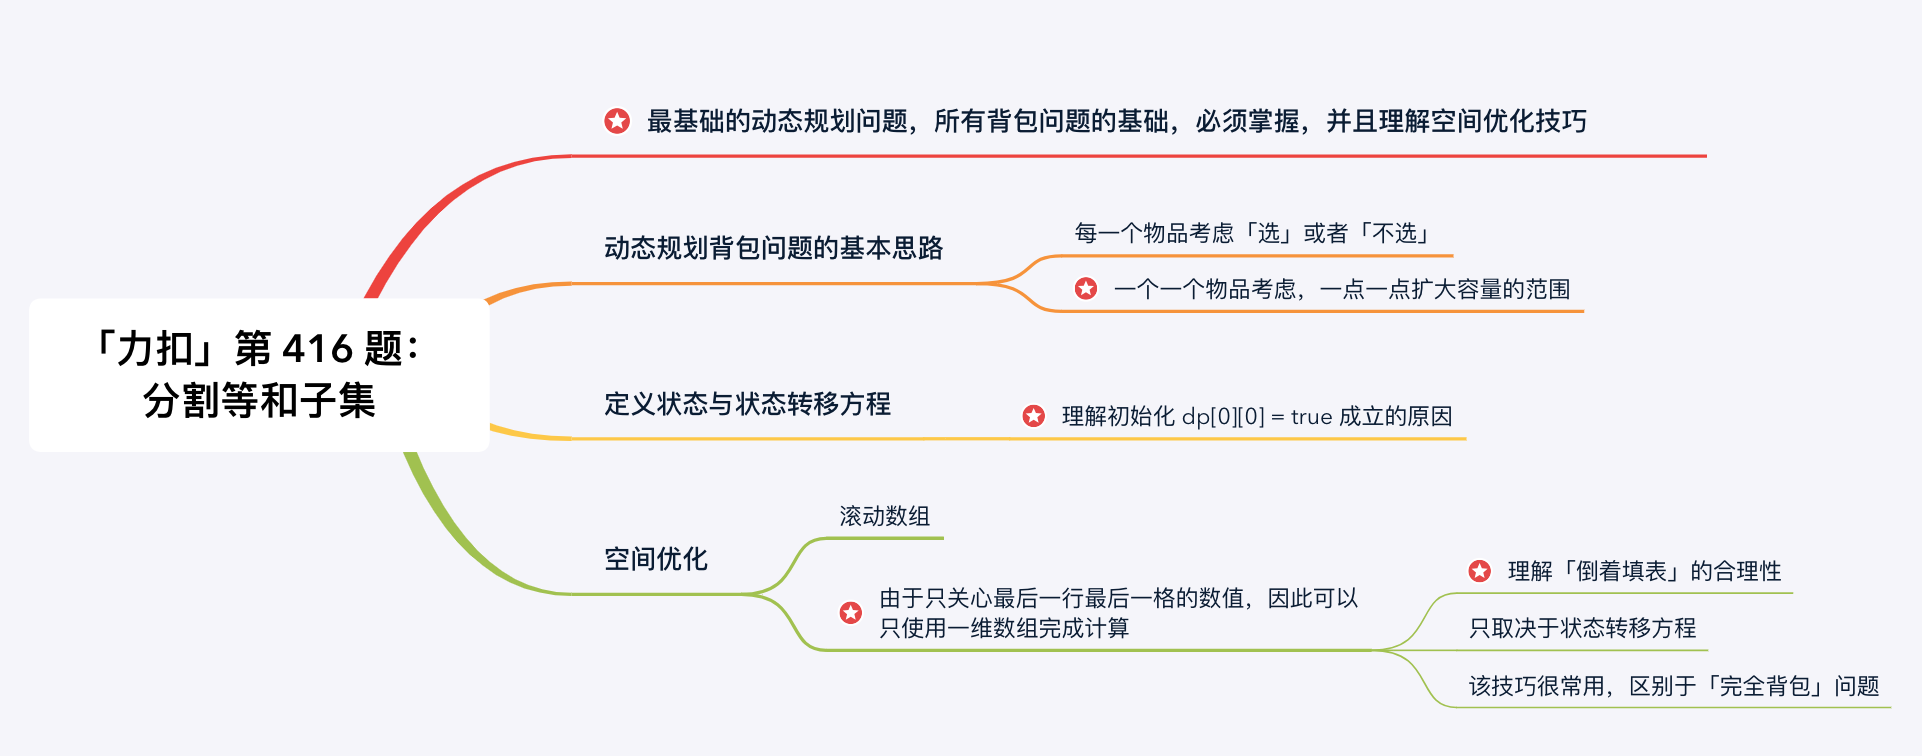 「力扣」第 416 题：
分割等和子集
最基础的动态规划问题，所有背包问题的基础，必须掌握，并且理解空间优化技巧
动态规划背包问题的基本思路
每一个物品考虑「选」或者「不选」
一个一个物品考虑，一点一点扩大容量的范围
定义状态与状态转移方程
理解初始化 dp[0][0] = true 成立的原因
空间优化
滚动数组
由于只关心最后一行最后一格的数值，因此可以
只使用一维数组完成计算
理解「倒着填表」的合理性
只取决于状态转移方程
该技巧很常用，区别于「完全背包」问题